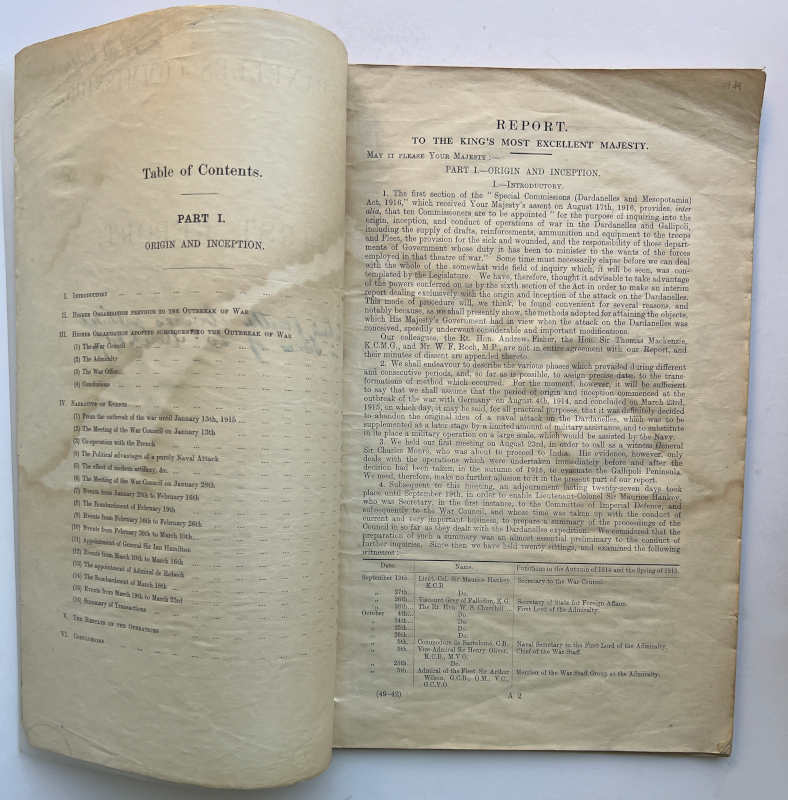 Table of Contents.
PART I.
ORIGIN AND INCEPTION.
I. INTRODUCTORY
II. HIGHER ORGANISATION PREVIOUS TO THE OUTBREAK OF WAR
III. HIGHER ORGANISATION ADOPTED SUBSEQUENT TO THE OUTBREAK OF WAR
(1) The War Council
(2) The Admiralty
(3) The War Office
(4) Conclusions
IV. NARRATIVE OF EVENTS
(1) From the outbreak of the war until January 13th, 1915
(2) The Meeting of the War Council on January 13th
(3) Co-operation with the French
(4) The Political advantages of a purely Naval Attack
(5) The effect of modern artillery, &c.
(6) The Meeting of the War Council on January 28th
(7) Events from January 28th to February 16th
(8) The Bombardment of February 19th
(9) Events from February 16th to February 26th
(10) Events from February 26th to March 10th
(11) Appointment of General Sir Ian Hamilton
(12) Events from March 10th to March 16th
(13) The appointment of Admiral de Robeck
(14) The Bombardment of March 18th
(15) Events from March 19th to March 23rd
(16) Summary of Transactions
V. THE RESULTS OF THE OPERATIONS
VI. CONCLUSIONS
REPORT.
TO THE KING'S MOST EXCELLENT MAJESTY.
MAY IT PLEASE YOUR MAJESTY:—
PART I.—ORIGIN AND INCEPTION.
I.—INTRODUCTORY.
1. The first section of the "Special Commissions (Dardanelles and Mesopotamia)
Act, 1916," which received Your Majesty's assent on August 17th, 1916, provides, inter
alia, that ten Commissioners are to be appointed "for the purpose of inquiring into the
origin, inception, and conduct of operations of war in the Dardanelles and Gallipoli,
including the supply of drafts, reinforcements, ammunition and equipment to the troops
and Fleet, the provision for the sick and wounded, and the responsibility of those depart-
ments of Government whose duty it has been to minister to the wants of the forces
employed in that theatre of war." Some time must necessarily elapse before we can deal
with the whole of the somewhat wide field of inquiry which, it will be seen, was con-
templated by the Legislature. We have, therefore, thought it advisable to take advantage
of the powers conferred on us by the sixth section of the Act in order to make an interim
report dealing exclusively with the origin and inception of the attack on the Dardanelles.
This mode of procedure will, we think, be found convenient for several reasons, and
notably because, as we shall presently show, the methods adopted for attaining the objects,
which His Majesty's Government had in view when the attack on the Dardanelles was
conceived, speedily underwent considerable and important modifications.
Our colleagues, the Rt. Hon. Andrew Fisher, the Hon. Sir Thomas Mackenzie,
K.C.M.G., and Mr. W. F. Roch, M.P., are not in entire agreement with our Report, and
their minutes of dissent are appended thereto.
2. We shall endeavour to describe the various phases which prevailed during different
and consecutive periods, and, so far as is possible, to assign precise dates to the trans-
formations of method which occurred. For the moment, however, it will be sufficient
to say that we shall assume that the period of origin and inception commenced at the
outbreak of the war with Germany on August 4th, 1914, and concluded on March 23rd,
1915, on which day, it may be said, for all practical purposes, that it was definitely decided
to abandon the original idea of a naval attack on the Dardanelles, which was to be
supplemented at a later stage by a limited amount of military assistance, and to substitute
in its place a military operation on a large scale, which would be assisted by the Navy.
3. We held our first meeting on August 23rd, in order to call as a witness General
Sir Charles Monro, who was about to proceed to India. His evidence, however, only
deals with the operations which were undertaken immediately before and after the
decision had been taken, in the autumn of 1915, to evacuate the Gallipoli Peninsula.
We need, therefore, make no further allusion to it in the present part of our report.
4. Subsequent to this meeting, an adjournment lasting twenty-seven days took
place until September 19th, in order to enable Lieutenant-Colonel Sir Maurice Hankey,
who was Secretary, in the first instance, to the Committee of Imperial Defence, and
subsequently to the War Council, and whose time was taken up with the conduct of
current and very important business, to prepare a summary of the proceedings of the
Council in so far as they dealt with the Dardanelles expedition. We considered that the
preparation of such a summary was an almost essential preliminary to the conduct of
further inquiries. Since then we have held twenty sittings, and examined the following
witnesses:—
Date. Name. Functions in the Autumn of 1914 and the Spring of 1915.
September 19th Lieut.-Col. Sir Maurice Hankey Secretary to the War Council.
K.C.B.
" 27th Do.
" 26th Viscount Grey of Fallodon, K.G. Secretary of State for Foreign Affairs.
" 28th The Rt. Hon. W. S. Churchill First Lord of the Admiralty.
October 4th Do.
" 24th Do.
" 25th Do.
" 26th Do.
" 5th Commodore de Bartolomé, C.B. Naval Secretary to the First Lord of the Admiralty.
" 5th Vice-Admiral Sir Henry Oliver, Chief of the War Staff.
K.C.B., M.V.O.
" 25th Do.
" 5th Admiral of the Fleet Sir Arthur Member of the War Staff Group at the Admiralty.
Wilson, G.C.B., O.M., V.C.,
G.C.V.O.
(49—42) A 2